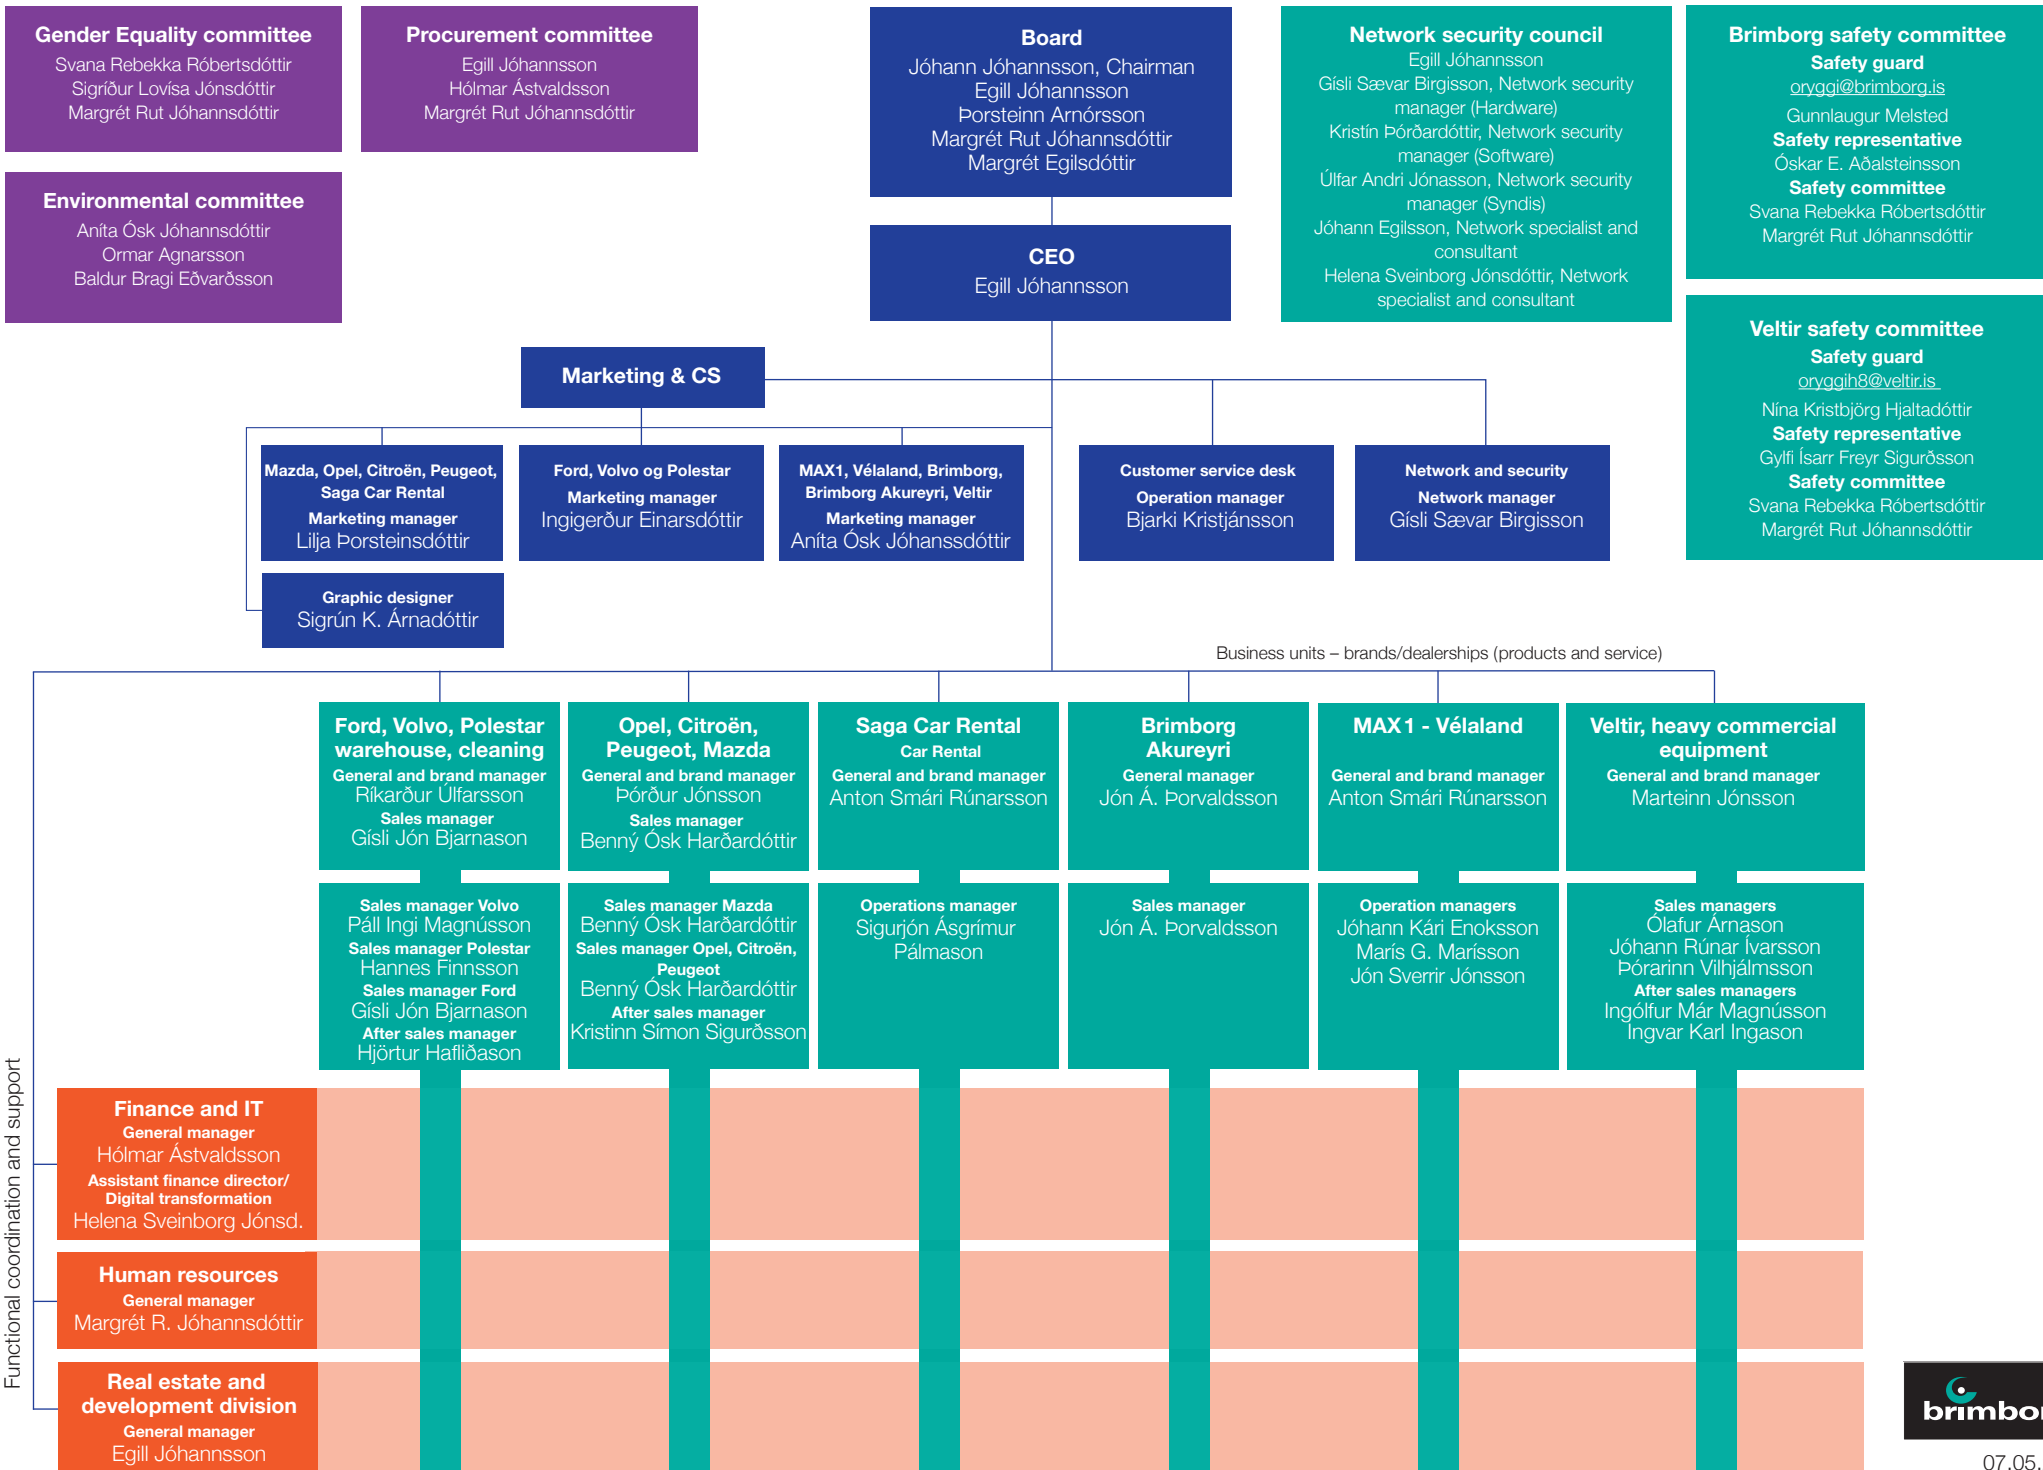 Gender Equality committee
Svana Rebekka Róbertsdóttir
Sigríður Lovísa Jónsdóttir
Margrét Rut Jóhannsdóttir
Procurement committee
Egill Jóhannsson
Hólmar Ástvaldsson
Margrét Rut Jóhannsdóttir
Environmental committee
Aníta Ósk Jóhannsdóttir
Ormar Agnarsson
Baldur Bragi Eðvarðsson
Board
Jóhann Jóhannsson, Chairman
Egill Jóhannsson
Þorsteinn Arnórsson
Margrét Rut Jóhannsdóttir
Margrét Egilsdóttir
CEO
Egill Jóhannsson
Network security council
Egill Jóhannsson
Gísli Sævar Birgisson, Network security
manager (Hardware)
Kristín Þórðardóttir, Network security
manager (Software)
Úlfar Andri Jónasson, Network security
manager (Syndis)
Jóhann Egilsson, Network specialist and
consultant
Helena Sveinborg Jónsdóttir, Network
specialist and consultant
Brimborg safety committee
Safety guard
oryggi@brimborg.is
Gunnlaugur Melsted
Safety representative
Óskar E. Aðalsteinsson
Safety committee
Svana Rebekka Róbertsdóttir
Margrét Rut Jóhannsdóttir
Veltir safety committee
Safety guard
oryggih8@veltir.is
Nína Kristbjörg Hjaltadóttir
Safety representative
Gylfi Ísarr Freyr Sigurðsson
Safety committee
Svana Rebekka Róbertsdóttir
Margrét Rut Jóhannsdóttir
Marketing & CS
Mazda, Opel, Citroën, Peugeot,
Saga Car Rental
Marketing manager
Lilja Þorsteinsdóttir
Ford, Volvo og Polestar
Marketing manager
Ingigerður Einarsdóttir
MAX1, Vélaland, Brimborg,
Brimborg Akureyri, Veltir
Marketing manager
Aníta Ósk Jóhanssdóttir
Customer service desk
Operation manager
Bjarki Kristjánsson
Network and security
Network manager
Gísli Sævar Birgisson
Graphic designer
Sigrún K. Árnadóttir
Business units – brands/dealerships (products and service)
Ford, Volvo, Polestar
warehouse, cleaning
General and brand manager
Ríkarður Úlfarsson
Sales manager
Gísli Jón Bjarnason
Opel, Citroën,
Peugeot, Mazda
General and brand manager
Þórður Jónsson
Sales manager
Benný Ósk Harðardóttir
Saga Car Rental
Car Rental
General and brand manager
Anton Smári Rúnarsson
Brimborg
Akureyri
General manager
Jón Á. Þorvaldsson
MAX1 - Vélaland
General and brand manager
Anton Smári Rúnarsson
Veltir, heavy commercial
equipment
General and brand manager
Marteinn Jónsson
Sales manager Volvo
Páll Ingi Magnússon
Sales manager Polestar
Hannes Finnsson
Sales manager Ford
Gísli Jón Bjarnason
After sales manager
Hjörtur Hafliðason
Sales manager Mazda
Benný Ósk Harðardóttir
Sales manager Opel, Citroën,
Peugeot
Benný Ósk Harðardóttir
After sales manager
Kristinn Símon Sigurðsson
Operations manager
Sigurjón Ásgrímur
Pálmason
Sales manager
Jón Á. Þorvaldsson
Operation managers
Jóhann Kári Enoksson
Marís G. Marísson
Jón Sverrir Jónsson
Sales managers
Ólafur Árnason
Jóhann Rúnar Ívarsson
Þórarinn Vilhjálmsson
After sales managers
Ingólfur Már Magnússon
Ingvar Karl Ingason
Functional coordination and support
Finance and IT
General manager
Hólmar Ástvaldsson
Assistant finance director/
Digital transformation
Helena Sveinborg Jónsd.
Human resources
General manager
Margrét R. Jóhannsdóttir
Real estate and
development division
General manager
Egill Jóhannsson
brimbor
07.05.